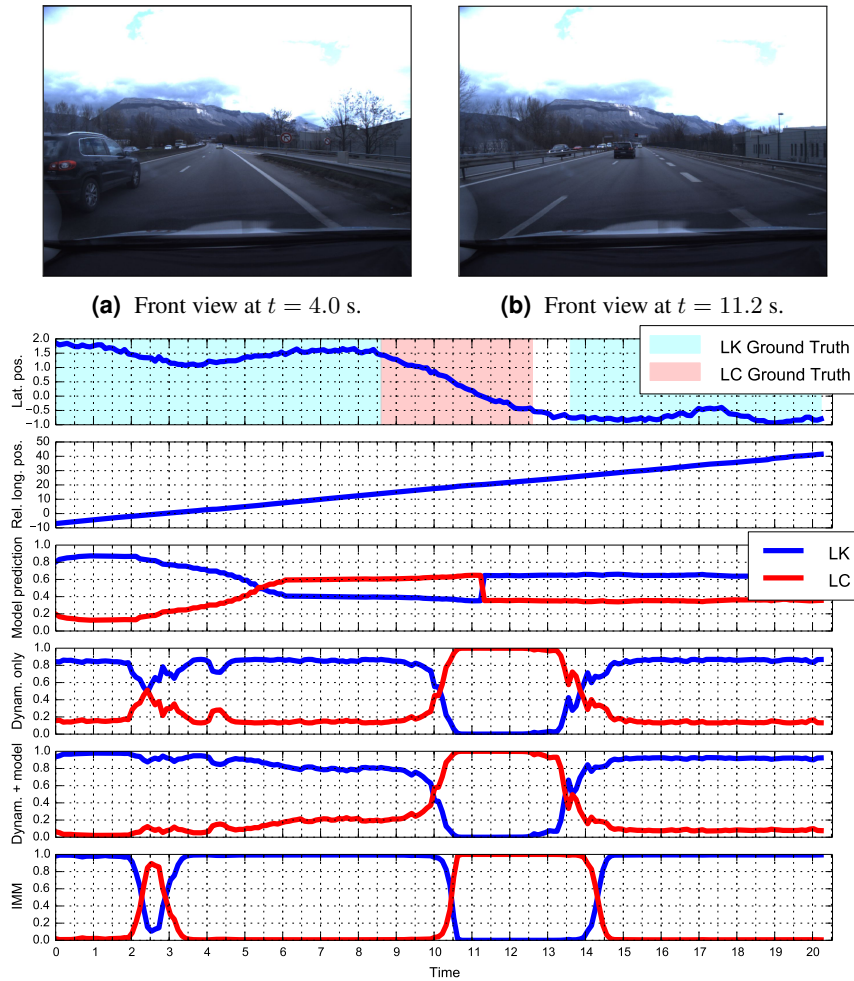 (a) Front view at t = 4.0 s.
(b) Front view at t = 11.2 s.
2.0
1.5
1.0
0.5
0.0
−0.5
−1.0
Lat. pos.
LK Ground Truth
LC Ground Truth
50
40
30
20
10
0
−10
Rel. long. pos.
1.0
0.8
0.6
0.4
0.2
0.0
Model prediction
LK
LC
1.0
0.8
0.6
0.4
0.2
0.0
Dynam. only
1.0
0.8
0.6
0.4
0.2
0.0
Dynam. + model
1.0
0.8
0.6
0.4
0.2
0.0
IMM
0 1 2 3 4 5 6 7 8 9 10 11 12 13 14 15 16 17 18 19 20
Time